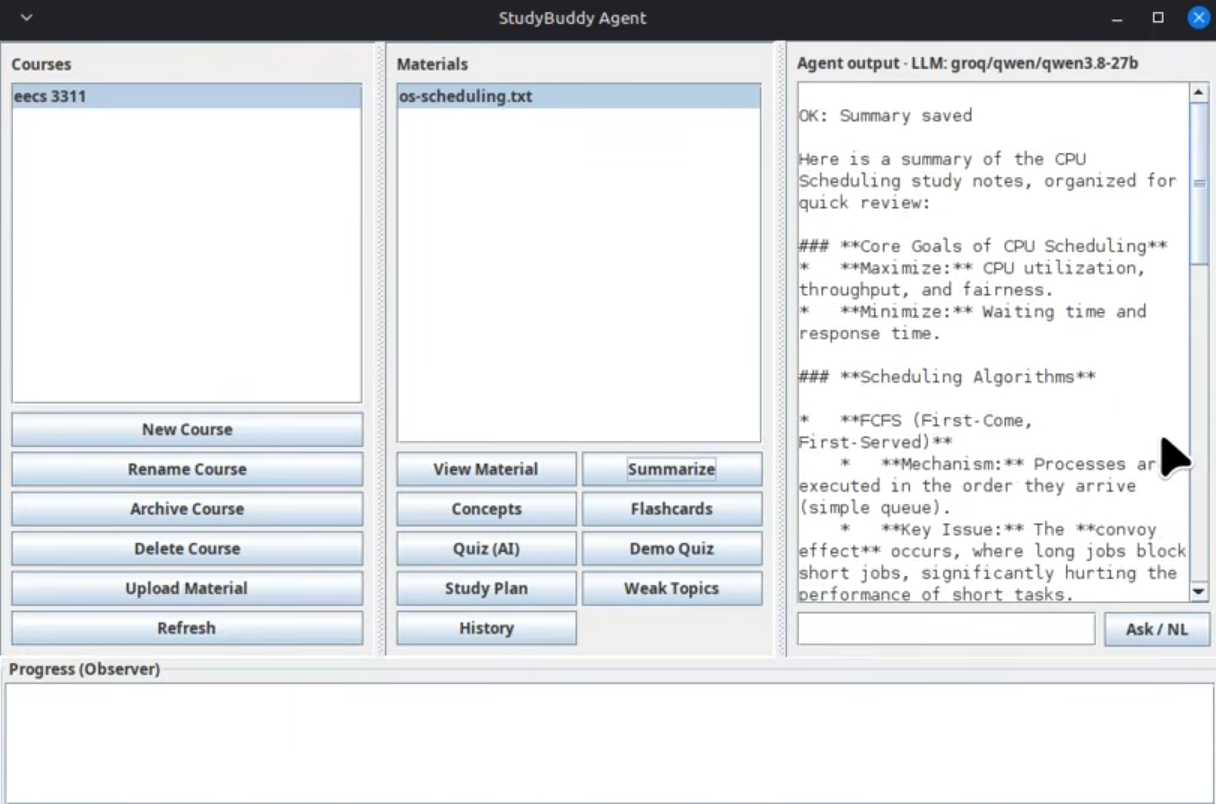 StudyBuddy Agent
Courses
eecs 3311
New Course
Rename Course
Archive Course
Delete Course
Upload Material
Refresh
Materials
os-scheduling.txt
View Material
Summarize
Concepts
Flashcards
Quiz (AI)
Demo Quiz
Study Plan
Weak Topics
History
Agent output · LLM: groq/qwen/qwen3.8-27b
OK: Summary saved
Here is a summary of the CPU
Scheduling study notes, organized for
quick review:
### **Core Goals of CPU Scheduling**
*   **Maximize:** CPU utilization,
throughput, and fairness.
*   **Minimize:** Waiting time and
response time.
### **Scheduling Algorithms**
*   **FCFS (First-Come,
First-Served)**
    *   **Mechanism:** Processes ar
executed in the order they arrive
(simple queue).
    *   **Key Issue:** The **convoy
effect** occurs, where long jobs block
short jobs, significantly hurting the
performance of short tasks.
Ask / NL
Progress (Observer)